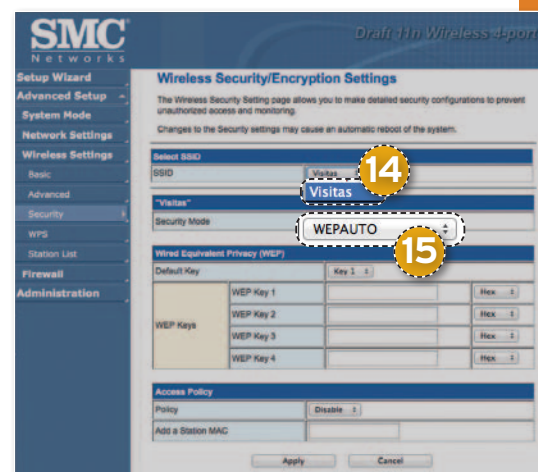 SMC
Networks
Draft 11n Wireless 4-port
Setup Wizard
Advanced Setup
System Mode
Network Settings
Wireless Settings
Basic
Advanced
Security
WPS
Station List
Firewall
Administration
Wireless Security/Encryption Settings
The Wireless Security Setting page allows you to make detailed security configurations to prevent
unauthorized access and monitoring.
Changes to the Security settings may cause an automatic reboot of the system.
Select SSID
SSID Visitas
14
Visitas
"Visitas"
Security Mode WEPAUTO
15
Wired Equivalent Privacy (WEP)
Default Key Key 1
WEP Keys
WEP Key 1 Hex
WEP Key 2 Hex
WEP Key 3 Hex
WEP Key 4 Hex
Access Policy
Policy Disable
Add a Station MAC
Apply Cancel